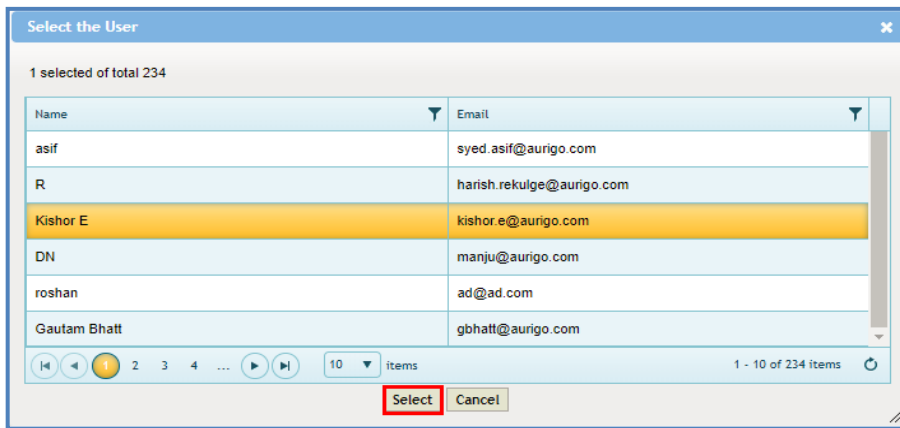 Select the User
1 selected of total 234
Name Email
asif syed.asif@aurigo.com
R harish.rekulge@aurigo.com
Kishor E kishor.e@aurigo.com
DN manju@aurigo.com
roshan ad@ad.com
Gautam Bhatt gbhatt@aurigo.com
1 2 3 4 ... 10 items 1 - 10 of 234 items
Select Cancel